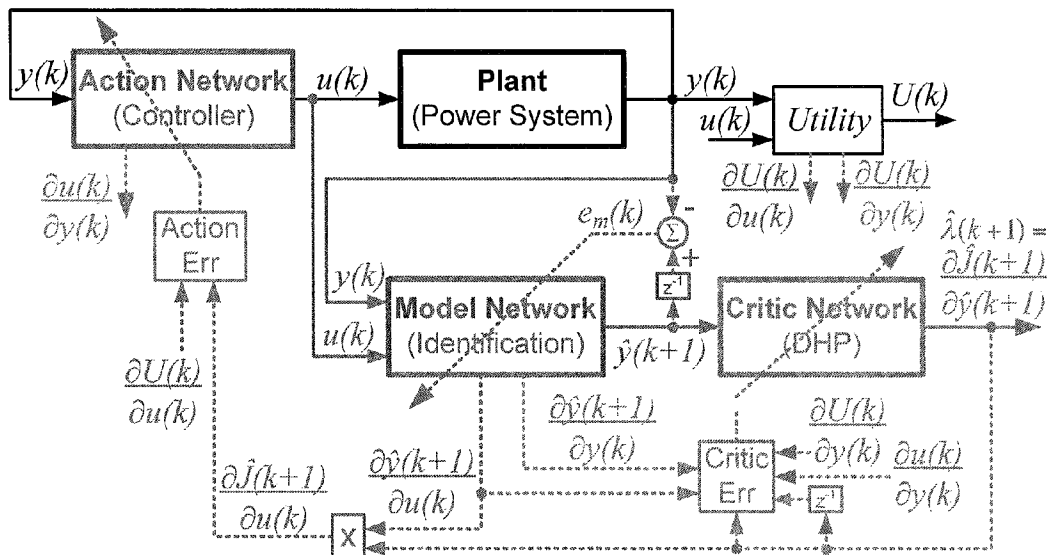 y(k)
Action Network
(Controller)
u(k)
Plant
(Power System)
y(k)
u(k)
Utility
U(k)
∂u(k)
∂y(k)
Action
Err
e_m(k)
-
Σ
+
z⁻¹
∂U(k)
∂u(k)
∂U(k)
∂y(k)
λ̂(k+1) =
∂Ĵ(k+1)
∂ŷ(k+1)
y(k)
u(k)
Model Network
(Identification)
ŷ(k+1)
Critic Network
(DHP)
∂U(k)
∂u(k)
∂Ĵ(k+1)
∂u(k)
∂ŷ(k+1)
∂u(k)
∂ŷ(k+1)
∂y(k)
Critic
Err
∂U(k)
∂y(k)
∂u(k)
∂y(k)
z⁻¹
X